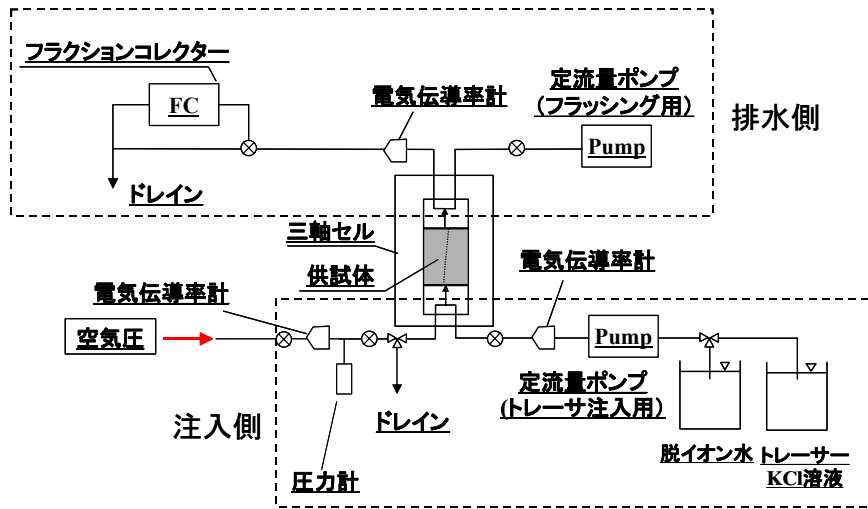 フラクションコレクター
FC
電気伝導率計
定流量ポンプ
（フラッシング用）
Pump
排水側
ドレイン
三軸セル
供試体
電気伝導率計
電気伝導率計
空気圧
Pump
定流量ポンプ
(トレーサ注入用）
ドレイン
注入側
圧力計
脱イオン水
トレーサー
KCl溶液